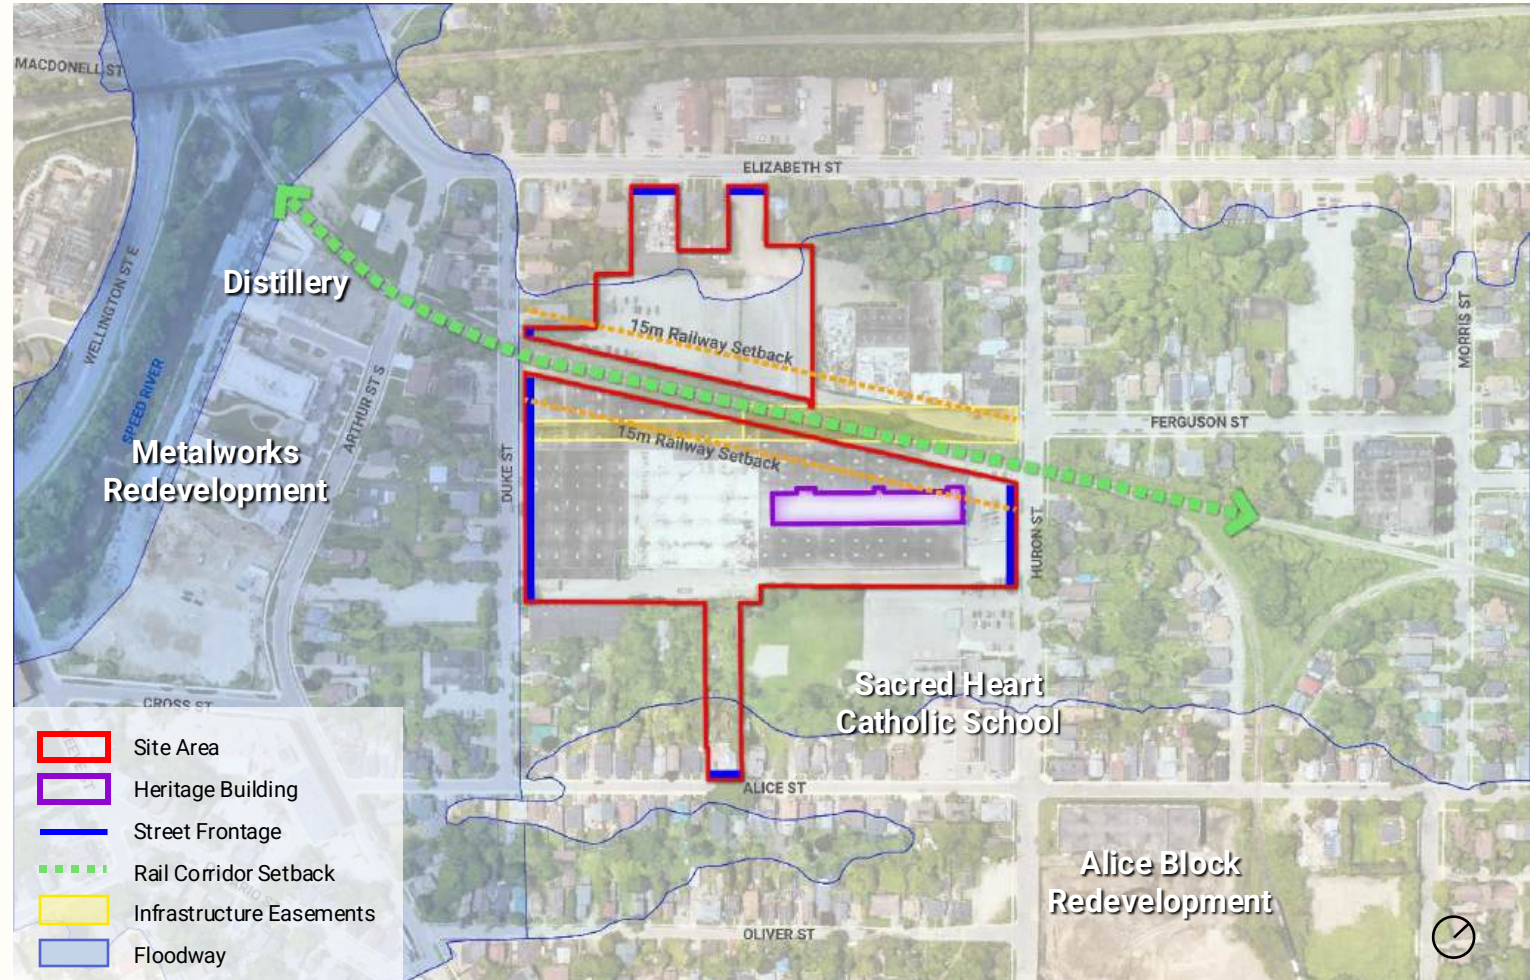 MACDONELL ST
ELIZABETH ST
WELLINGTON ST E
Distillery
SPEED RIVER
15m Railway Setback
MORRIS ST
ARTHUR ST S
FERGUSON ST
Metalworks
Redevelopment
15m Railway Setback
DUKE ST
HURON ST
Sacred Heart
Catholic School
CROSS ST
ALICE ST
Alice Block
Redevelopment
OLIVER ST
Site Area
Heritage Building
Street Frontage
Rail Corridor Setback
Infrastructure Easements
Floodway